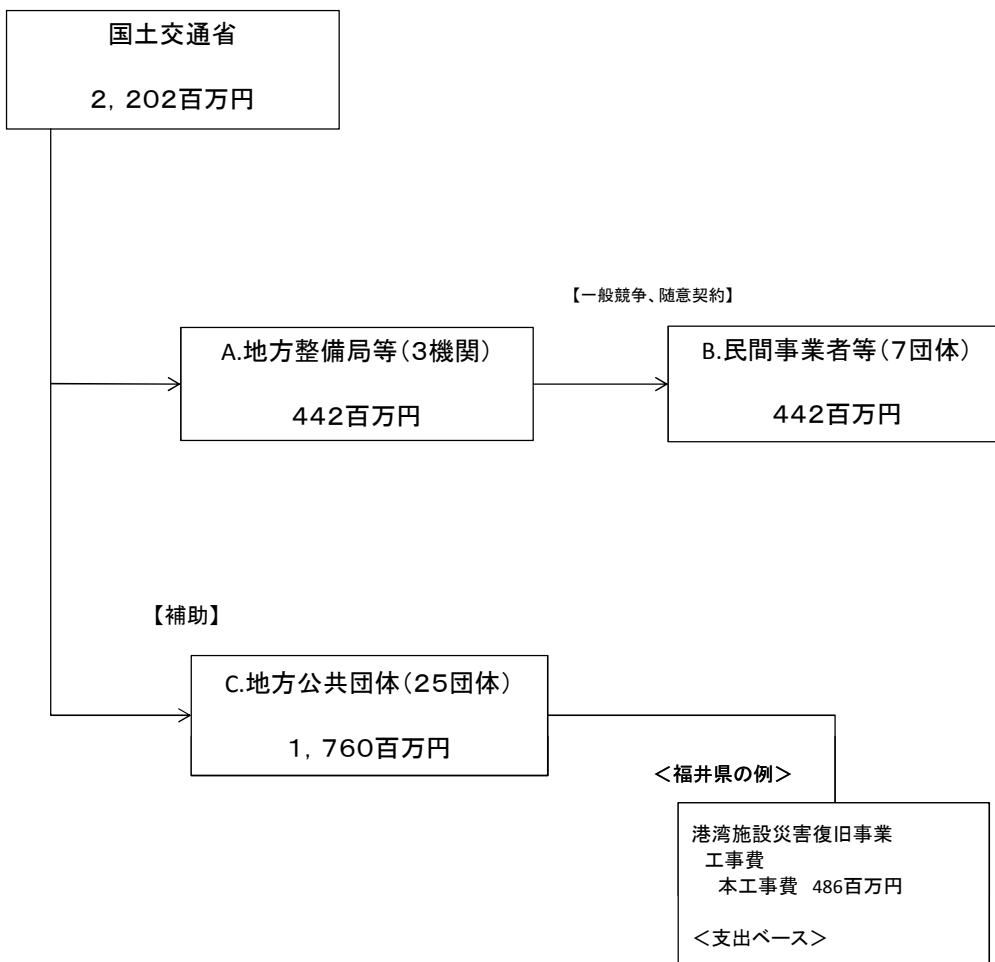 国土交通省
2，202百万円
【一般競争、随意契約】
A.地方整備局等（3機関）
442百万円
B.民間事業者等（7団体）
442百万円
【補助】
C.地方公共団体（25団体）
1，760百万円
＜福井県の例＞
港湾施設災害復旧事業
工事費
本工事費 486百万円
＜支出ベース＞